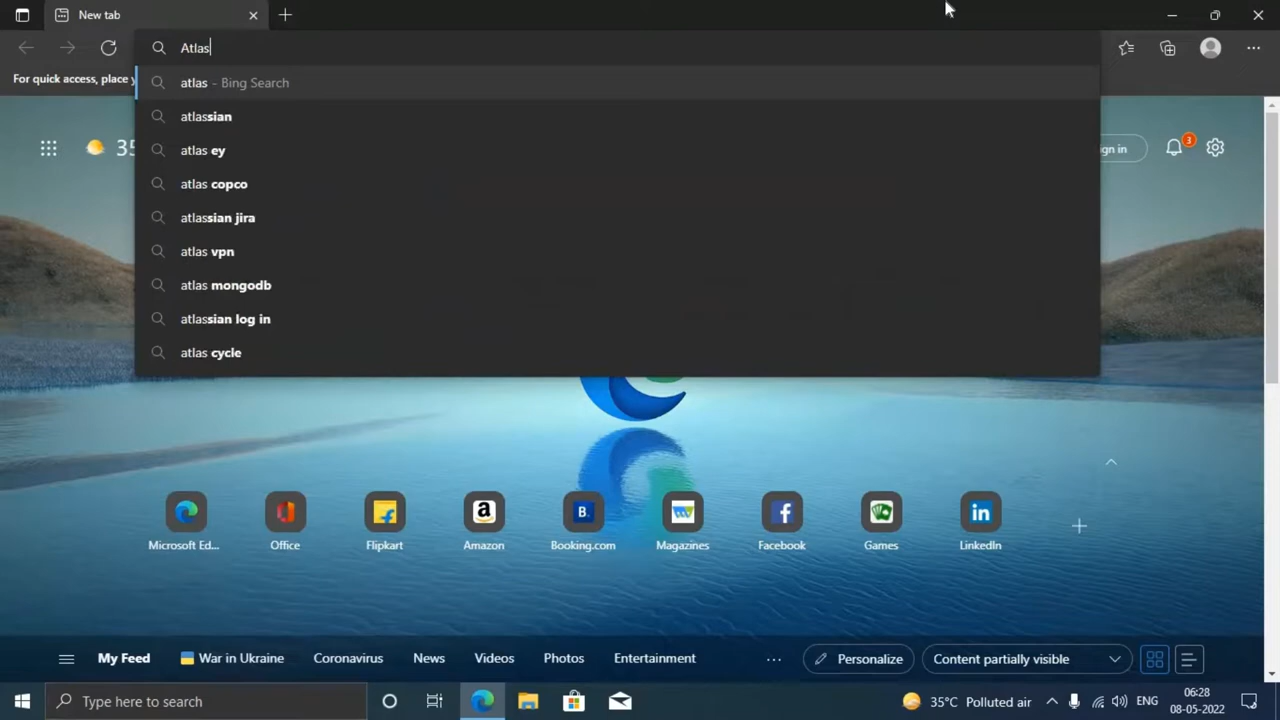 New tab
Atlas
For quick access, place y
atlas - Bing Search
atlassian
atlas ey
atlas copco
atlassian jira
atlas vpn
atlas mongodb
atlassian log in
atlas cycle
35
gn in
3
Microsoft Ed...
Office
Flipkart
Amazon
B.
Booking.com
Magazines
Facebook
Games
in
LinkedIn
My Feed
War in Ukraine
Coronavirus
News
Videos
Photos
Entertainment
...
Personalize
Content partially visible
Type here to search
35°C Polluted air
ENG
06:28
08-05-2022